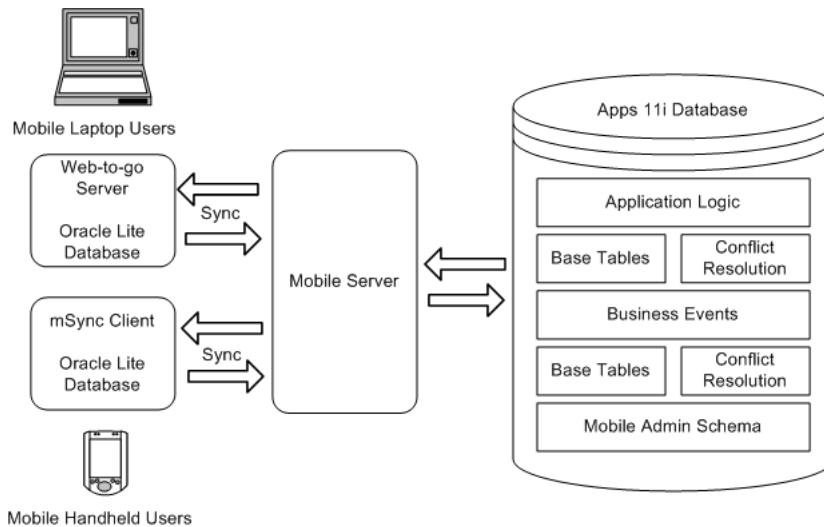 Mobile Laptop Users
Web-to-go
Server
Oracle Lite
Database
Sync
mSync Client
Oracle Lite
Database
Sync
Mobile Handheld Users
Mobile Server
Apps 11i Database
Application Logic
Base Tables
Conflict
Resolution
Business Events
Base Tables
Conflict
Resolution
Mobile Admin Schema